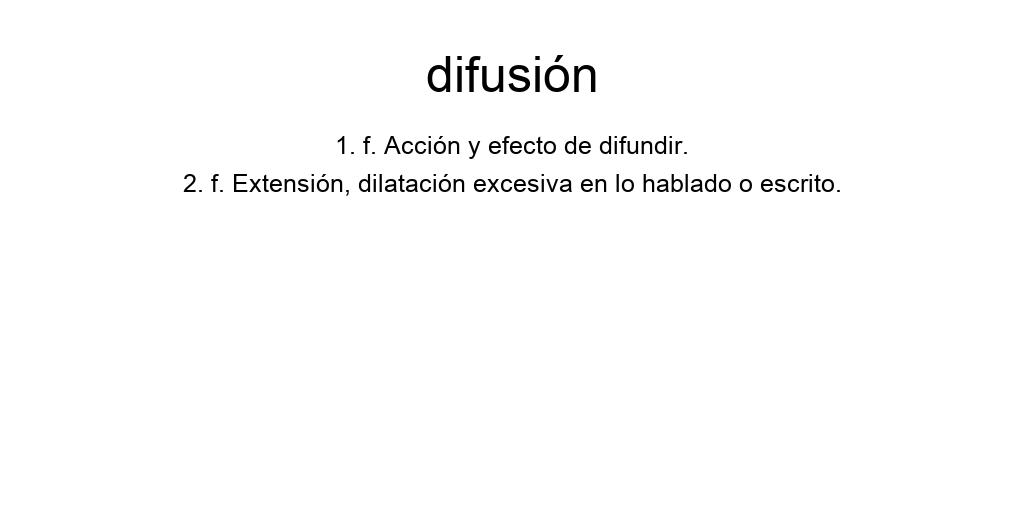 difusión
1. f. Acción y efecto de difundir.
2. f. Extensión, dilatación excesiva en lo hablado o escrito.